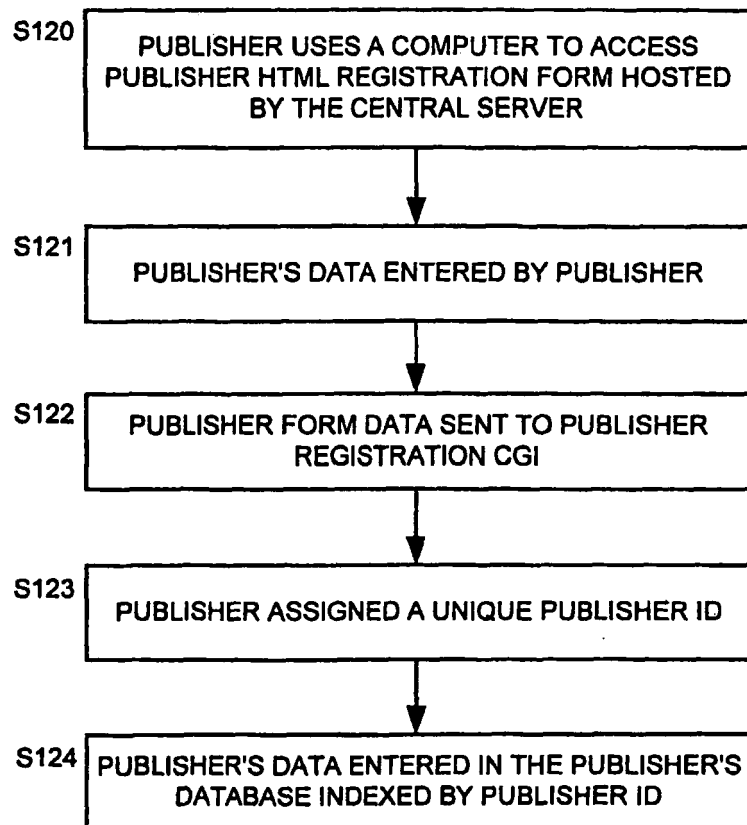 S120
PUBLISHER USES A COMPUTER TO ACCESS
PUBLISHER HTML REGISTRATION FORM HOSTED
BY THE CENTRAL SERVER
S121
PUBLISHER'S DATA ENTERED BY PUBLISHER
S122
PUBLISHER FORM DATA SENT TO PUBLISHER
REGISTRATION CGI
S123
PUBLISHER ASSIGNED A UNIQUE PUBLISHER ID
S124
PUBLISHER'S DATA ENTERED IN THE PUBLISHER'S
DATABASE INDEXED BY PUBLISHER ID